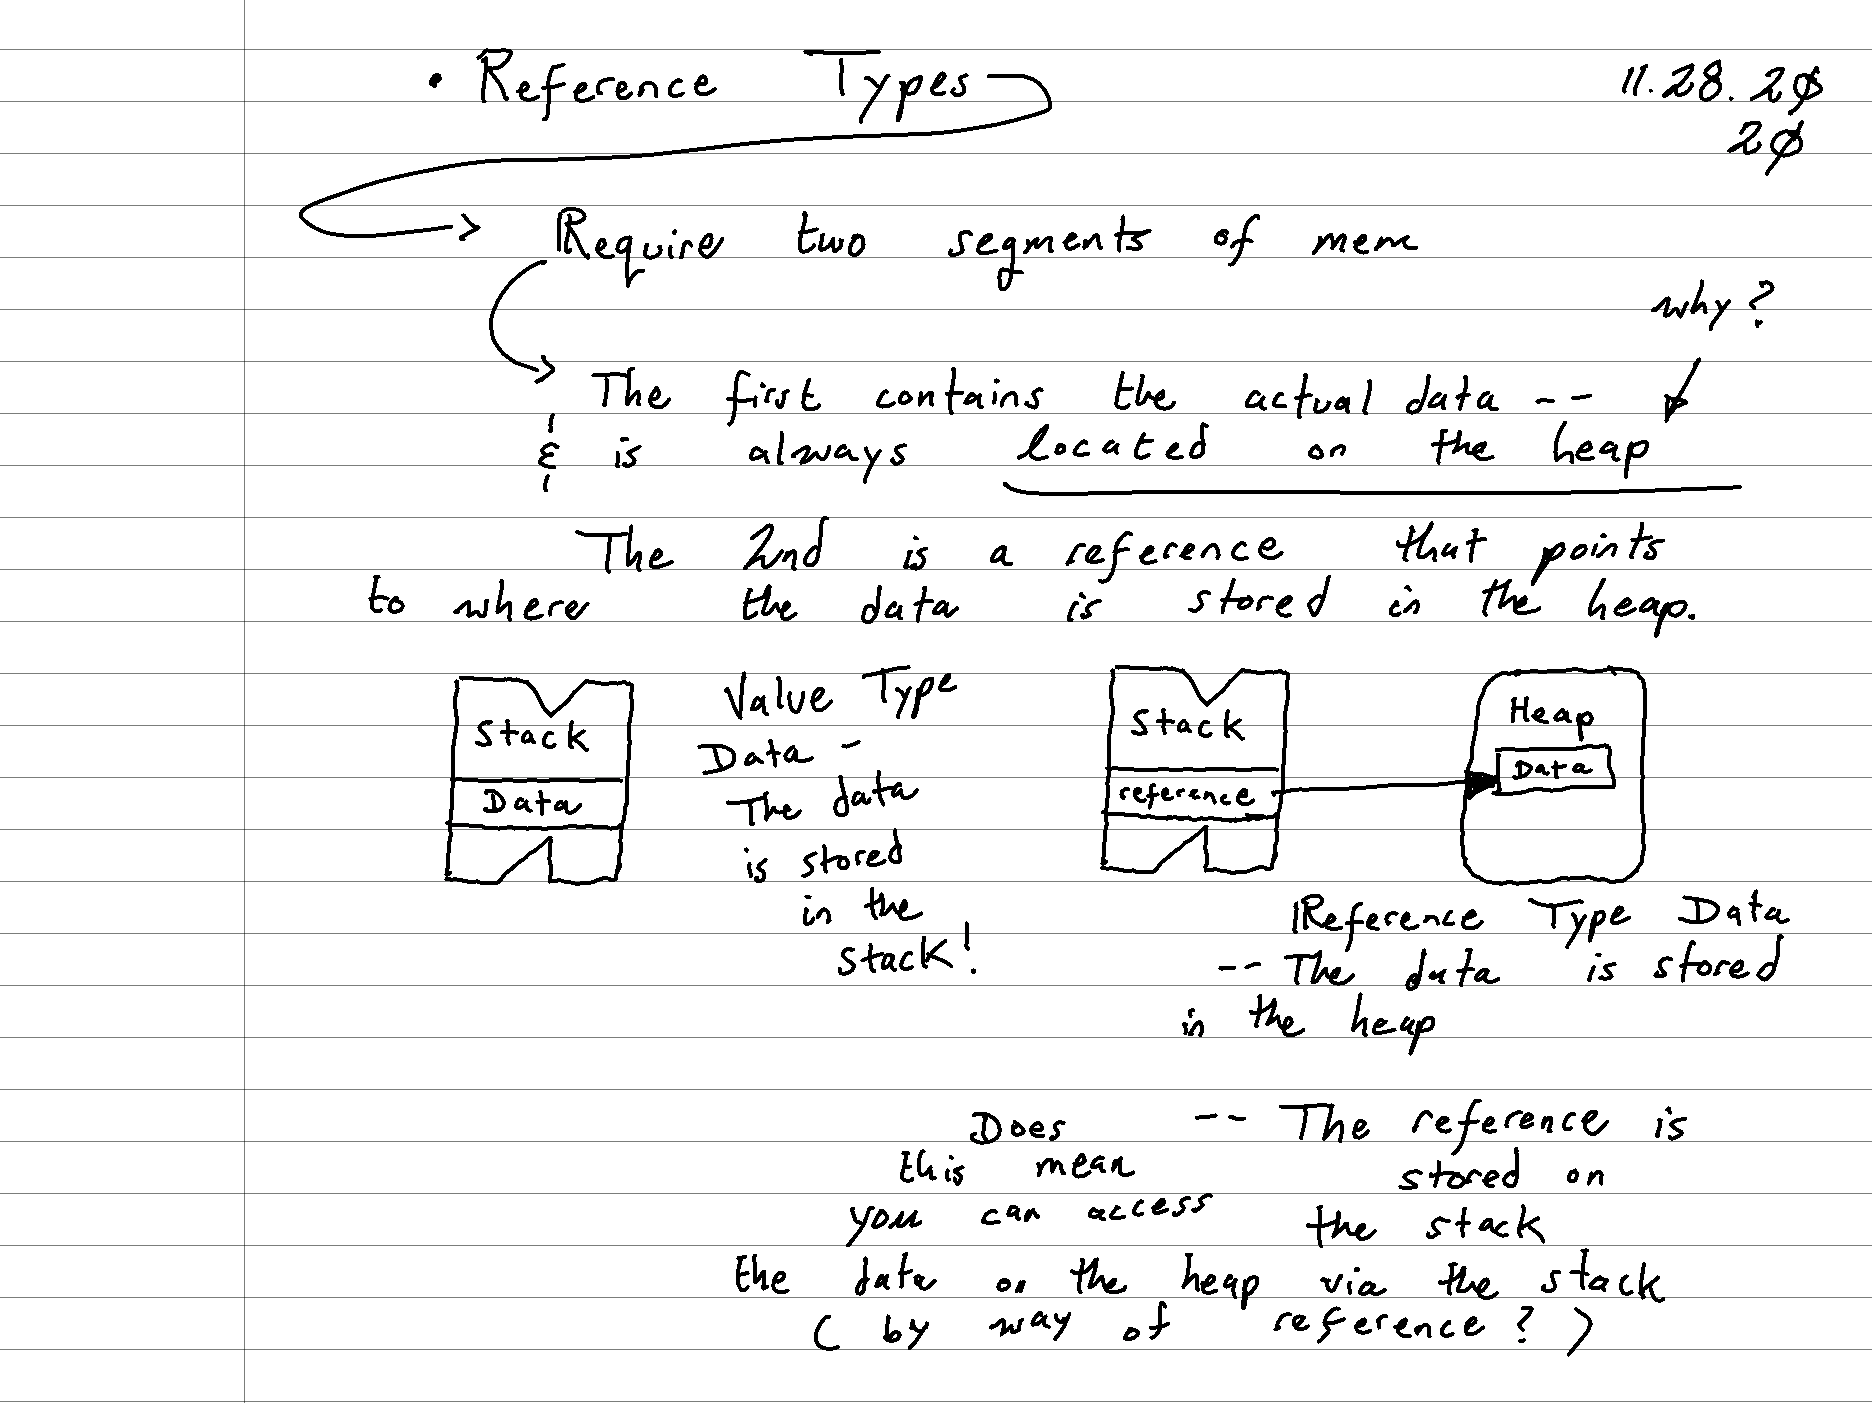 • Reference Types
11.28.20
20
Require two segments of mem
why?
The first contains the actual data --
& is always located on the heap
The 2nd is a reference that points
to where the data is stored in the heap.
Stack
Data
Value Type
Data -
The data
is stored
in the
stack!
Stack
reference
Heap
Data
Reference Type Data
-- The data is stored
in the heap
-- The reference is
stored on
the stack
Does
this mean
you can access
the data on the heap via the stack
(by way of reference?)